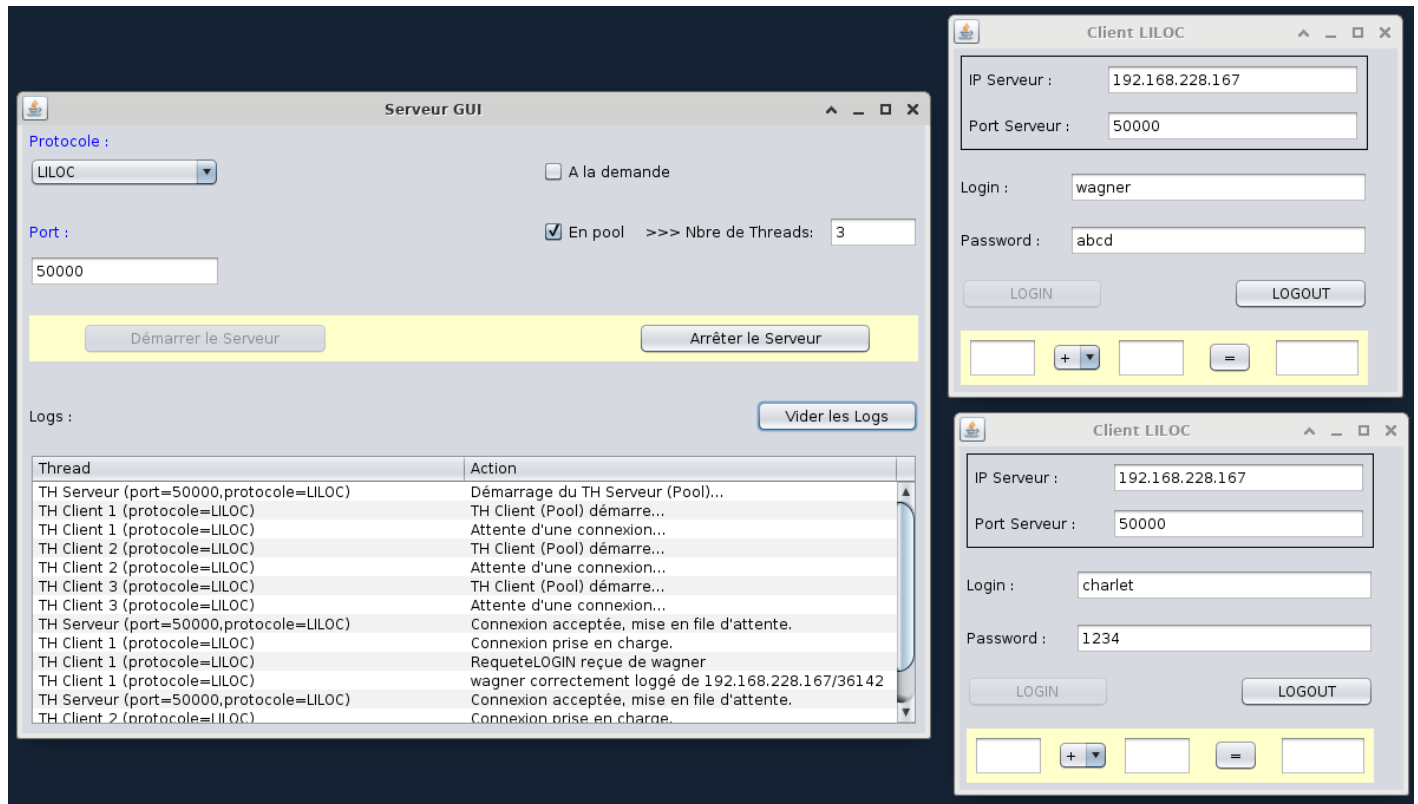 Serveur GUI
Protocole :
LILOC
A la demande
Port :
En pool >>> Nbre de Threads: 3
50000
Démarrer le Serveur
Arrêter le Serveur
Logs :
Vider les Logs
Thread Action
TH Serveur (port=50000,protocole=LILOC) Démarrage du TH Serveur (Pool)...
TH Client 1 (protocole=LILOC) TH Client (Pool) démarre...
TH Client 1 (protocole=LILOC) Attente d'une connexion...
TH Client 2 (protocole=LILOC) TH Client (Pool) démarre...
TH Client 2 (protocole=LILOC) Attente d'une connexion...
TH Client 3 (protocole=LILOC) TH Client (Pool) démarre...
TH Client 3 (protocole=LILOC) Attente d'une connexion...
TH Serveur (port=50000,protocole=LILOC) Connexion acceptée, mise en file d'attente.
TH Client 1 (protocole=LILOC) Connexion prise en charge.
TH Client 1 (protocole=LILOC) RequeteLOGIN reçue de wagner
TH Client 1 (protocole=LILOC) wagner correctement loggé de 192.168.228.167/36142
TH Serveur (port=50000,protocole=LILOC) Connexion acceptée, mise en file d'attente.
TH Client 2 (protocole=LILOC) Connexion prise en charge.
Client LILOC
IP Serveur : 192.168.228.167
Port Serveur : 50000
Login : wagner
Password : abcd
LOGIN LOGOUT
+ =
Client LILOC
IP Serveur : 192.168.228.167
Port Serveur : 50000
Login : charlet
Password : 1234
LOGIN LOGOUT
+ =